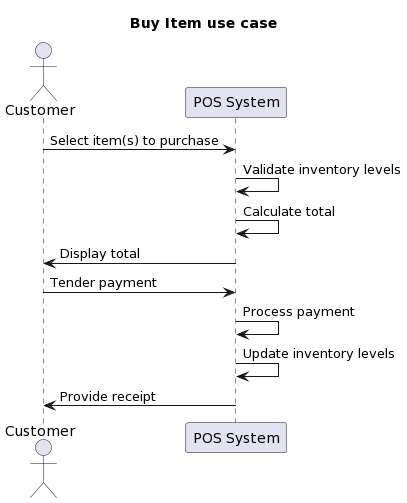 Buy Item use case
Customer
POS System
Select item(s) to purchase
Validate inventory levels
Calculate total
Display total
Tender payment
Process payment
Update inventory levels
Provide receipt
Customer
POS System